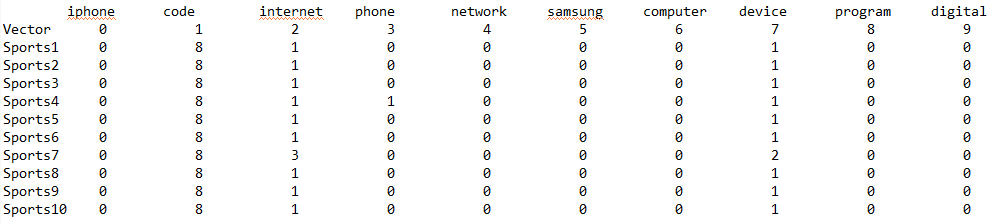 iphone code internet phone network samsung computer device program digital
Vector 0 1 2 3 4 5 6 7 8 9
Sports1 0 8 1 0 0 0 0 1 0 0
Sports2 0 8 1 0 0 0 0 1 0 0
Sports3 0 8 1 0 0 0 0 1 0 0
Sports4 0 8 1 1 0 0 0 1 0 0
Sports5 0 8 1 0 0 0 0 1 0 0
Sports6 0 8 1 0 0 0 0 1 0 0
Sports7 0 8 3 0 0 0 0 2 0 0
Sports8 0 8 1 0 0 0 0 1 0 0
Sports9 0 8 1 0 0 0 0 1 0 0
Sports10 0 8 1 0 0 0 0 1 0 0